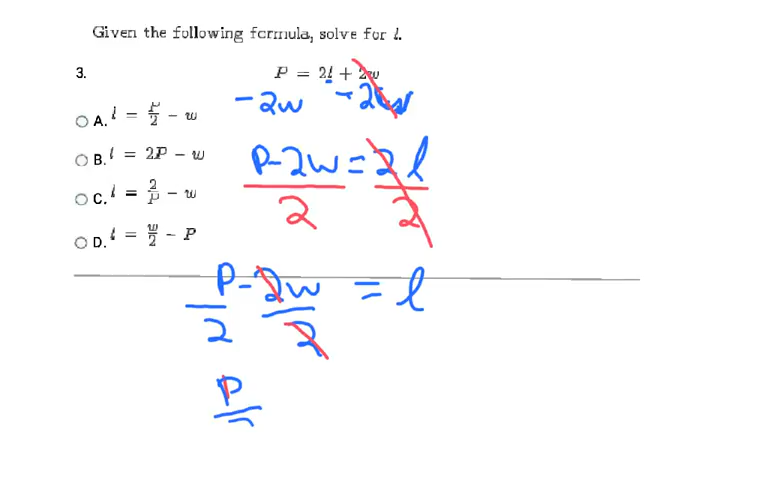 Given the following formula, solve for l.
3. P = 2l + 2w
-2w -2w
A. l = P/2 - w
B. l = 2P - w
C. l = 2/P - w
D. l = w/2 - P
P-2w/2 = 2l/2
P/2 - 2w/2 = l
P/2